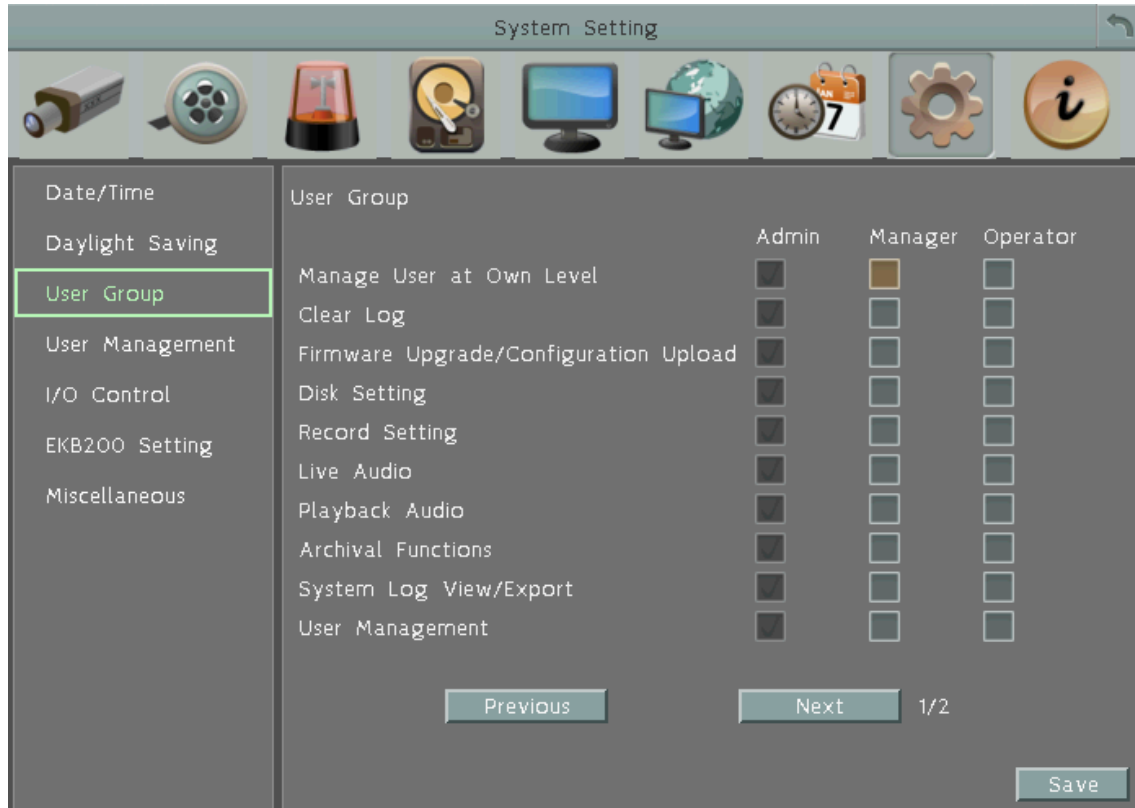 System Setting
JAN
7
i
Date/Time
Daylight Saving
User Group
User Management
I/O Control
EKB200 Setting
Miscellaneous
User Group
Admin Manager Operator
Manage User at Own Level
Clear Log
Firmware Upgrade/Configuration Upload
Disk Setting
Record Setting
Live Audio
Playback Audio
Archival Functions
System Log View/Export
User Management
Previous Next 1/2
Save